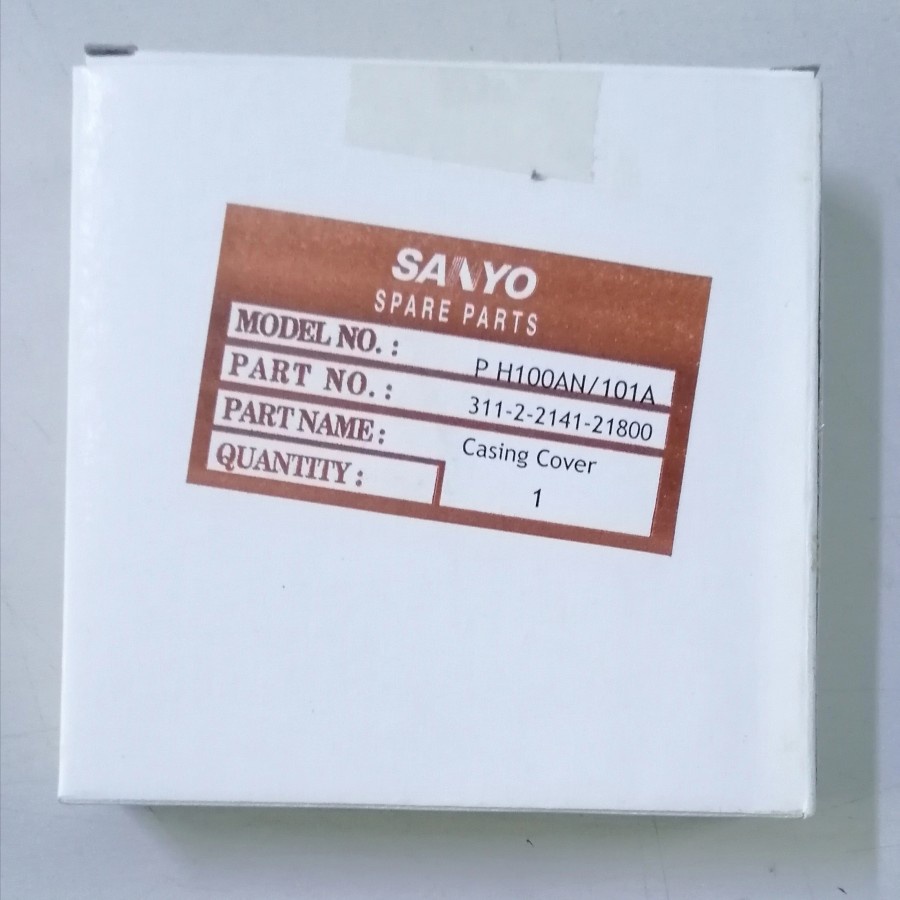 SANYO
SPARE PARTS
MODEL NO. : P H100AN/101A
PART NO. : 311-2-2141-21800
PART NAME : Casing Cover
QUANTITY : 1